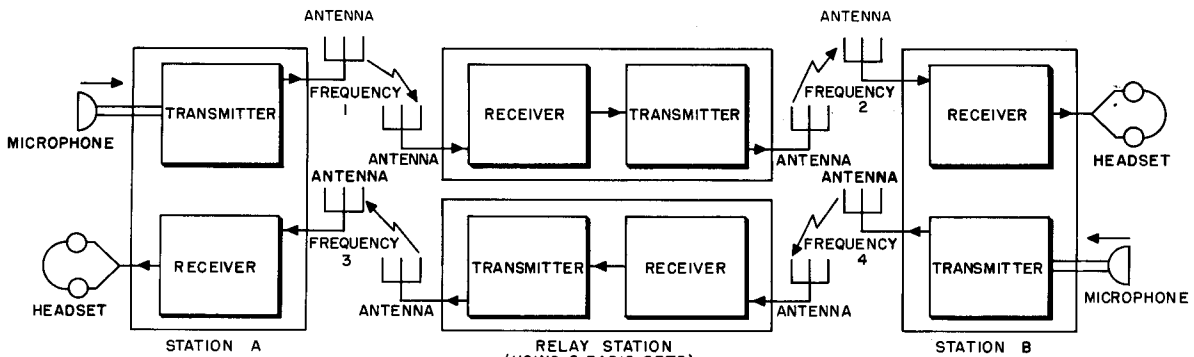 ANTENNA
ANTENNA
TRANSMITTER
FREQUENCY
1
RECEIVER
TRANSMITTER
FREQUENCY
2
RECEIVER
MICROPHONE
ANTENNA
ANTENNA
HEADSET
ANTENNA
ANTENNA
RECEIVER
FREQUENCY
3
TRANSMITTER
RECEIVER
FREQUENCY
4
TRANSMITTER
HEADSET
ANTENNA
ANTENNA
MICROPHONE
STATION A
RELAY STATION
STATION B